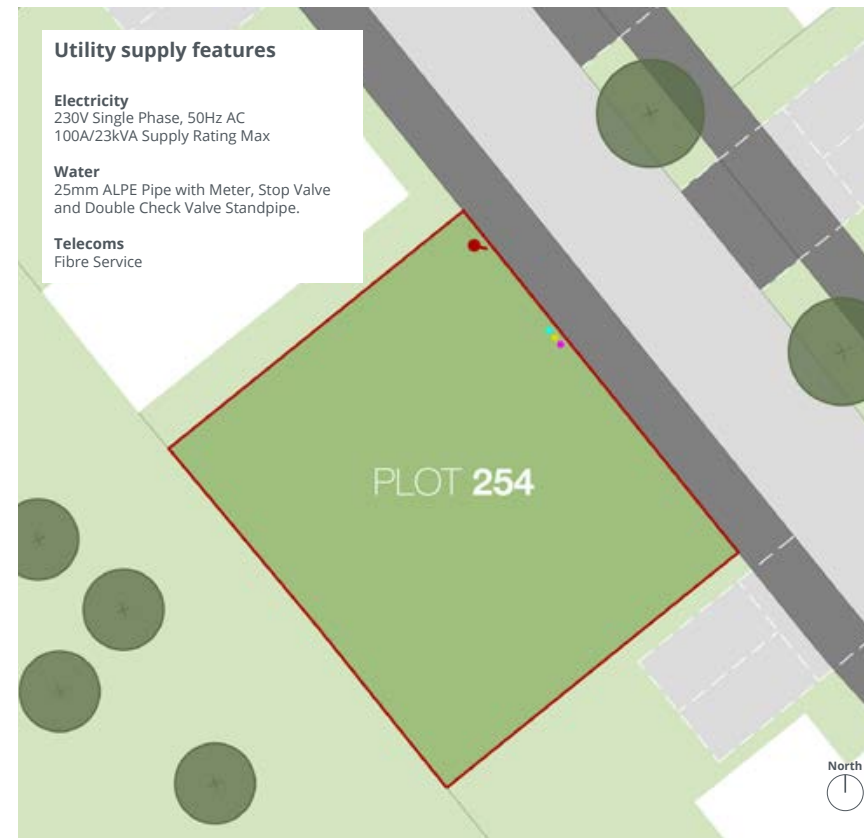 Utility supply features
Electricity
230V Single Phase, 50Hz AC
100A/23kVA Supply Rating Max
Water
25mm ALPE Pipe with Meter, Stop Valve
and Double Check Valve Standpipe.
Telecoms
Fibre Service
PLOT 254
North